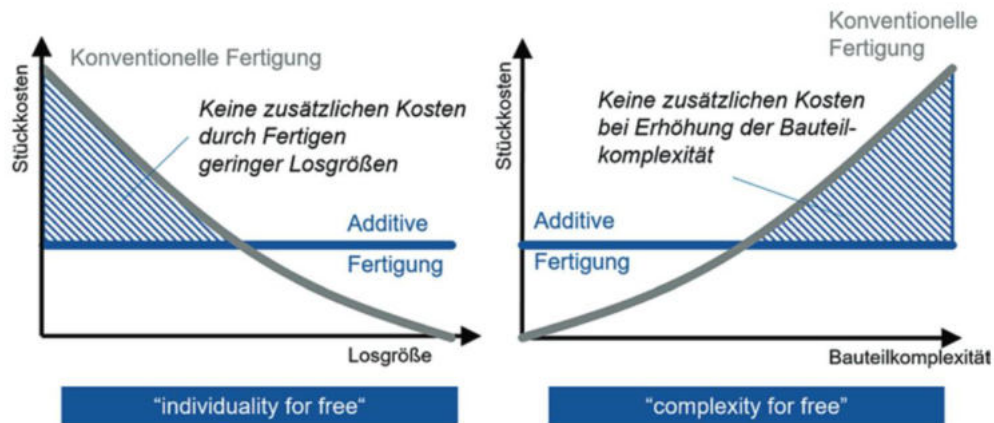 Stückkosten
Konventionelle Fertigung
Keine zusätzlichen Kosten
durch Fertigen
geringer Losgrößen
Additive
Fertigung
Losgröße
"individuality for free"
Stückkosten
Konventionelle
Fertigung
Keine zusätzlichen Kosten
bei Erhöhung der Bauteil-
komplexität
Additive
Fertigung
Bauteilkomplexität
"complexity for free"